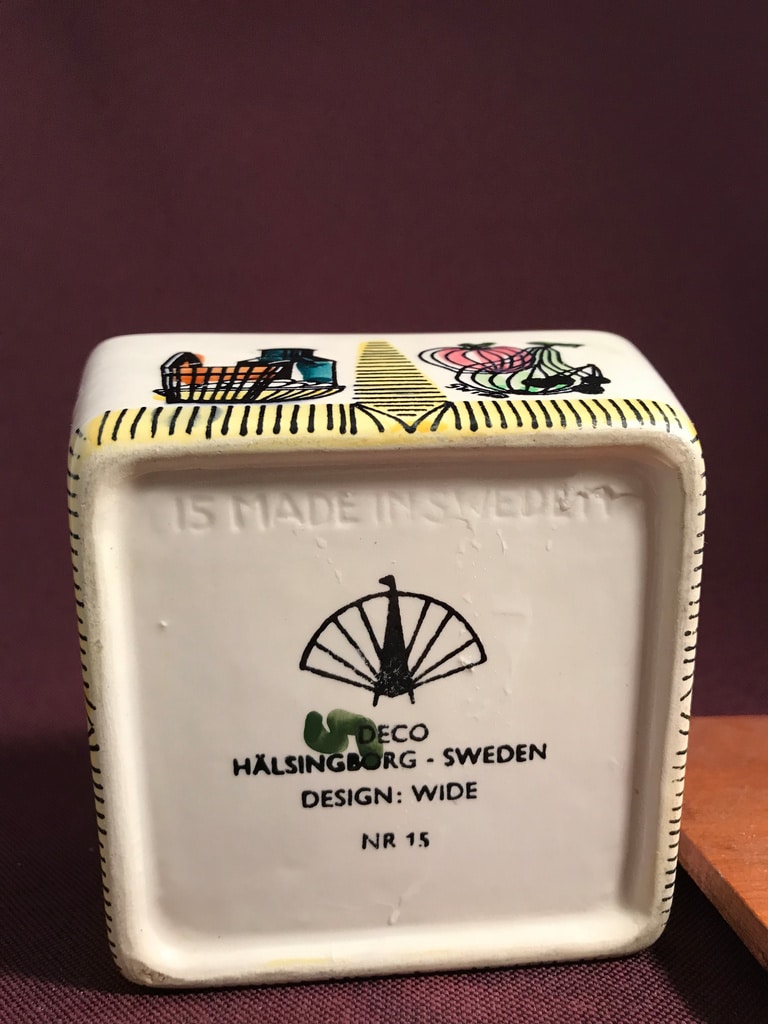 15 MADE IN SWEDEN
DECO
HÄLSINGBORG - SWEDEN
DESIGN: WIDE
NR 15